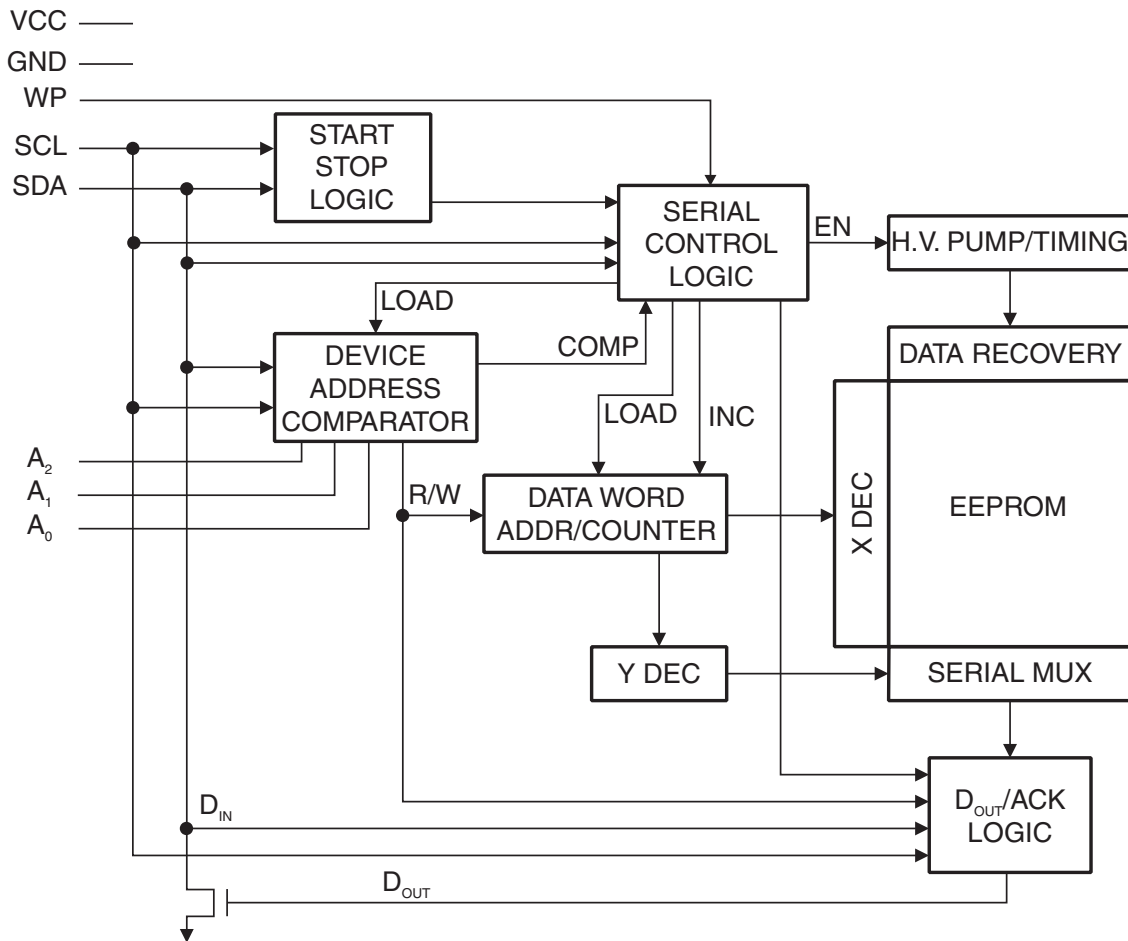 VCC
GND
WP
SCL
SDA
START
STOP
LOGIC
SERIAL
CONTROL
LOGIC
EN
H.V. PUMP/TIMING
LOAD
COMP
DEVICE
ADDRESS
COMPARATOR
DATA RECOVERY
LOAD
INC
A2
A1
A0
R/W
DATA WORD
ADDR/COUNTER
X DEC
EEPROM
Y DEC
SERIAL MUX
DIN
DOUT/ACK
LOGIC
DOUT